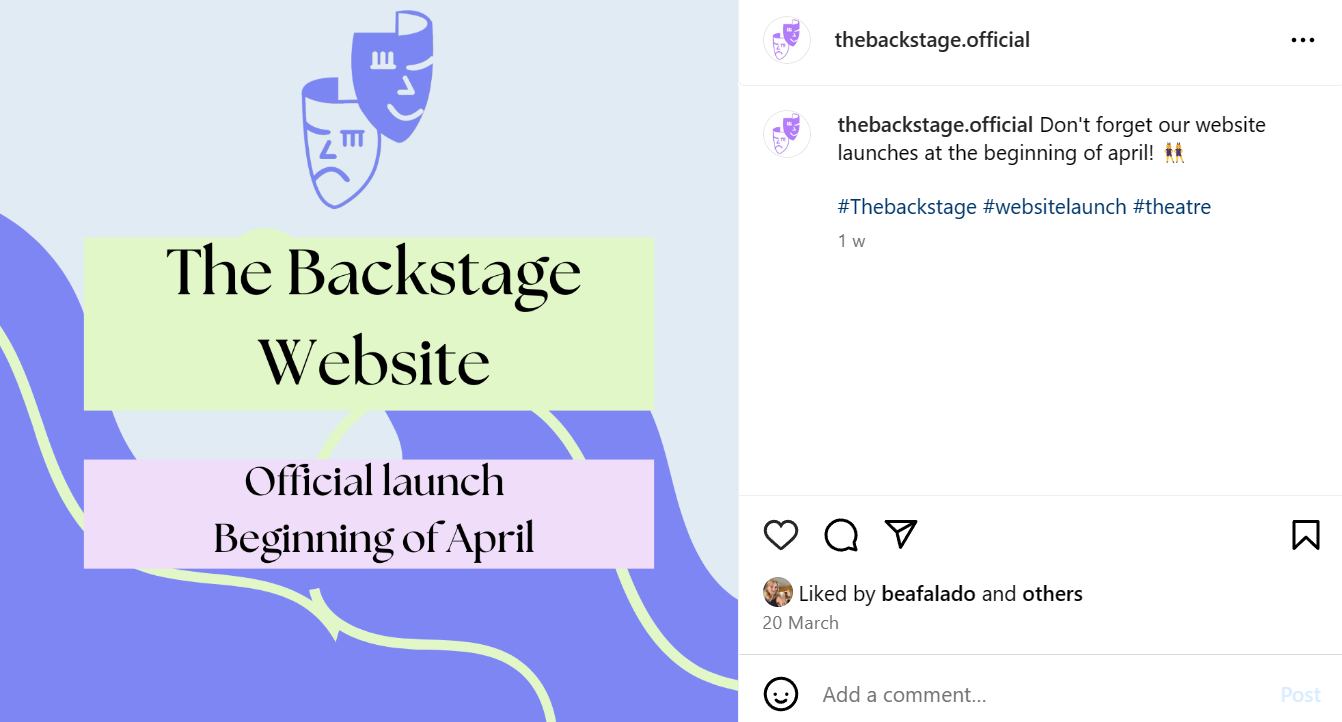 The Backstage
Website
Official launch
Beginning of April
thebackstage.official
thebackstage.official Don't forget our website
launches at the beginning of april! 👯
#Thebackstage #websitelaunch #theatre
1 w
Liked by beafalado and others
20 March
Add a comment...
Post